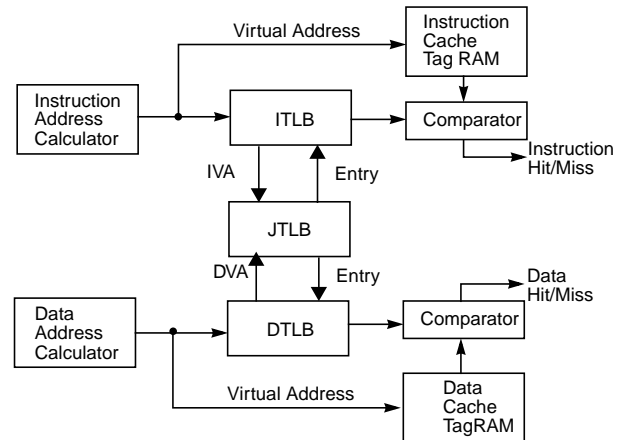 Virtual Address
Instruction
Cache
Tag RAM
Instruction
Address
Calculator
ITLB
Comparator
Instruction
Hit/Miss
IVA
Entry
JTLB
DVA
Entry
Data
Hit/Miss
Data
Address
Calculator
DTLB
Comparator
Virtual Address
Data
Cache
TagRAM